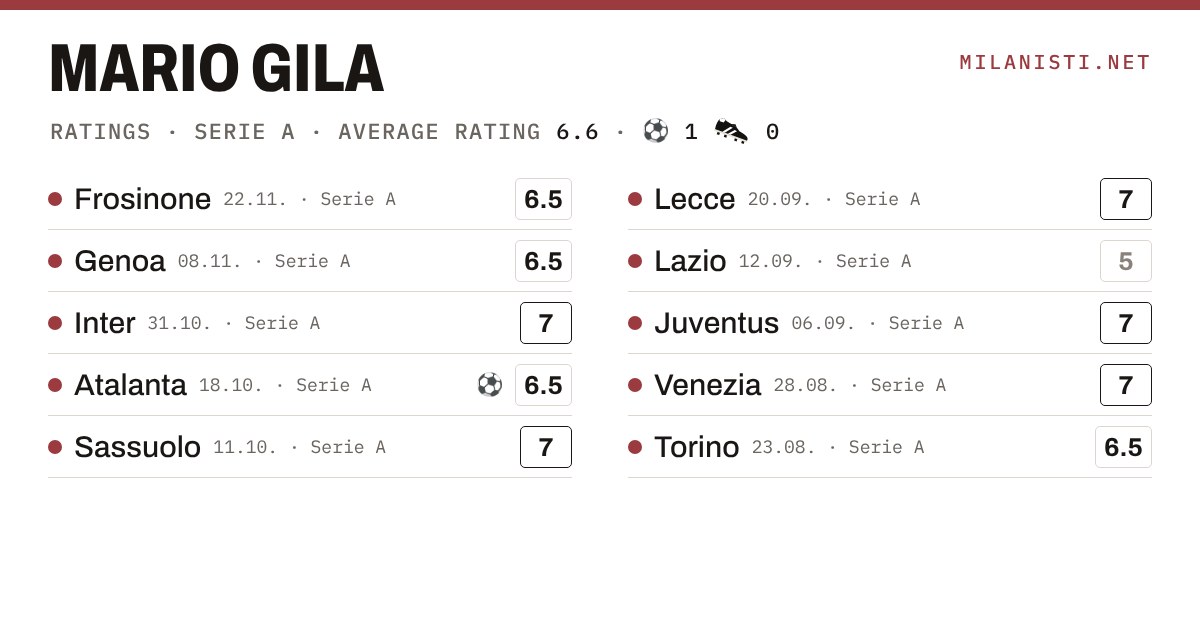 MARIO GILA
MILANISTI.NET
RATINGS · SERIE A · AVERAGE RATING 6.6 · ⚽ 1 0
Frosinone 22.11. · Serie A 6.5
Genoa 08.11. · Serie A 6.5
Inter 31.10. · Serie A 7
Atalanta 18.10. · Serie A ⚽ 6.5
Sassuolo 11.10. · Serie A 7
Lecce 20.09. · Serie A 7
Lazio 12.09. · Serie A 5
Juventus 06.09. · Serie A 7
Venezia 28.08. · Serie A 7
Torino 23.08. · Serie A 6.5